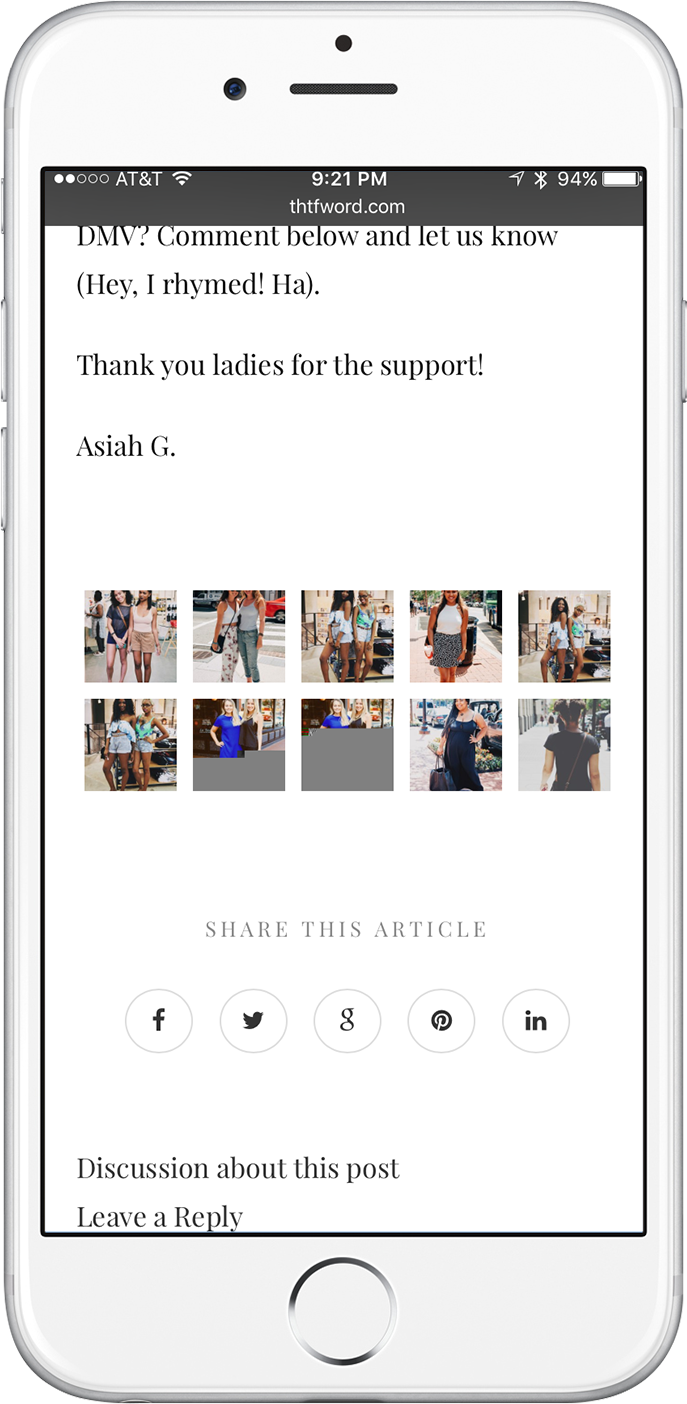 AT&T 9:21 PM 94%
thtfword.com
DMV? Comment below and let us know
(Hey, I rhymed! Ha).
Thank you ladies for the support!
Asiah G.
SHARE THIS ARTICLE
Discussion about this post
Leave a Reply